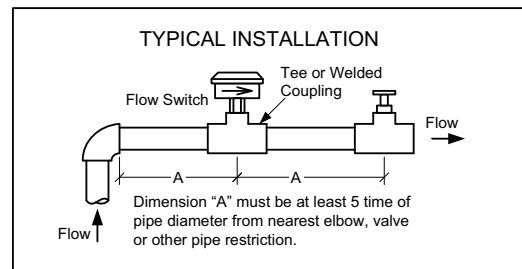 TYPICAL INSTALLATION
Tee or Welded
Coupling
Flow Switch
Flow
A
A
Dimension “A” must be at least 5 time of
pipe diameter from nearest elbow, valve
or other pipe restriction.
Flow